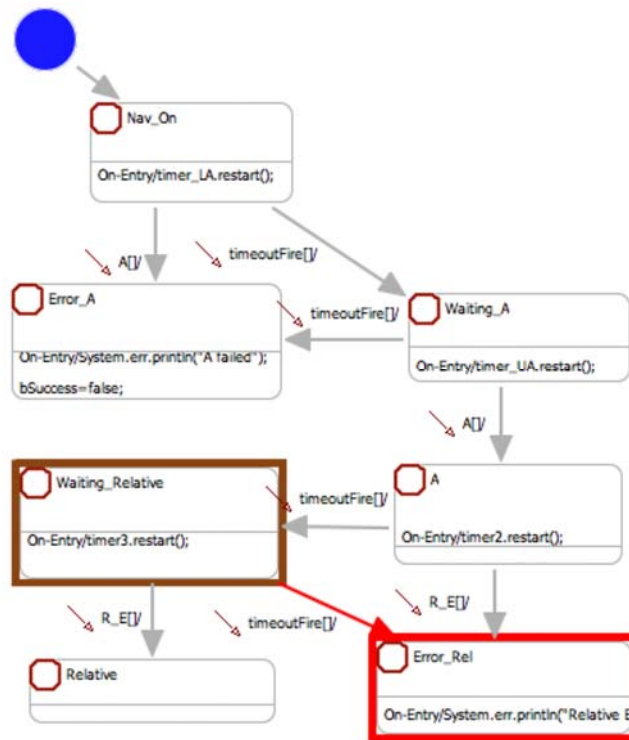 Nav_On
On-Entry/timer_LA.restart();
A[]/
timeoutFire[]/
Error_A
timeoutFire[]/
Waiting_A
On-Entry/System.err.println("A failed");
bSuccess=false;
On-Entry/timer_UA.restart();
A[]/
Waiting_Relative
timeoutFire[]/
A
On-Entry/timer3.restart();
On-Entry/timer2.restart();
R_E[]/
timeoutFire[]/
R_E[]/
Relative
Error_Rel
On-Entry/System.err.println("Relative E